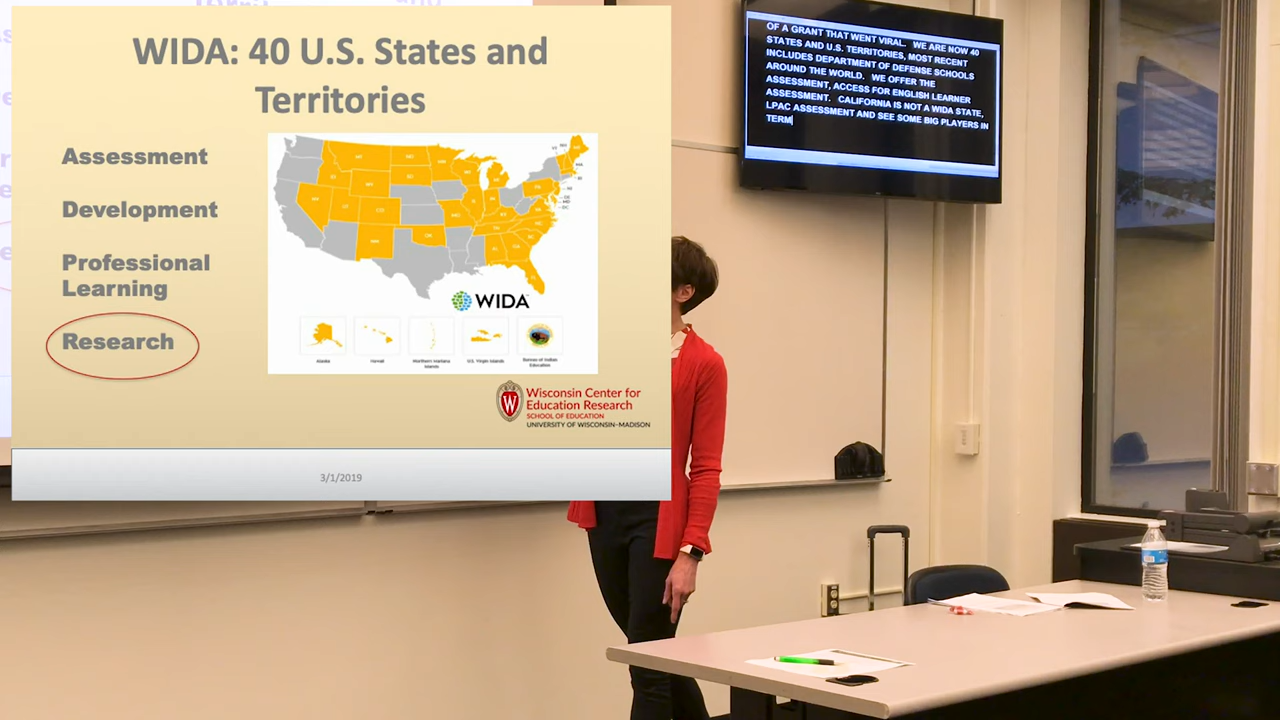 WIDA: 40 U.S. States and
Territories
Assessment
Development
Professional
Learning
Research
WIDA
Alaska
Hawaii
Northern Mariana
Islands
U.S. Virgin Islands
Bureau of Indian
Education
W
Wisconsin Center for
Education Research
SCHOOL OF EDUCATION
UNIVERSITY OF WISCONSIN–MADISON
3/1/2019
OF A GRANT THAT WENT VIRAL. WE ARE NOW 40
STATES AND U.S. TERRITORIES, MOST RECENT
INCLUDES DEPARTMENT OF DEFENSE SCHOOLS
AROUND THE WORLD. WE OFFER THE
ASSESSMENT, ACCESS FOR ENGLISH LEARNER
ASSESSMENT. CALIFORNIA IS NOT A WIDA STATE,
LPAC ASSESSMENT AND SEE SOME BIG PLAYERS IN
TERM